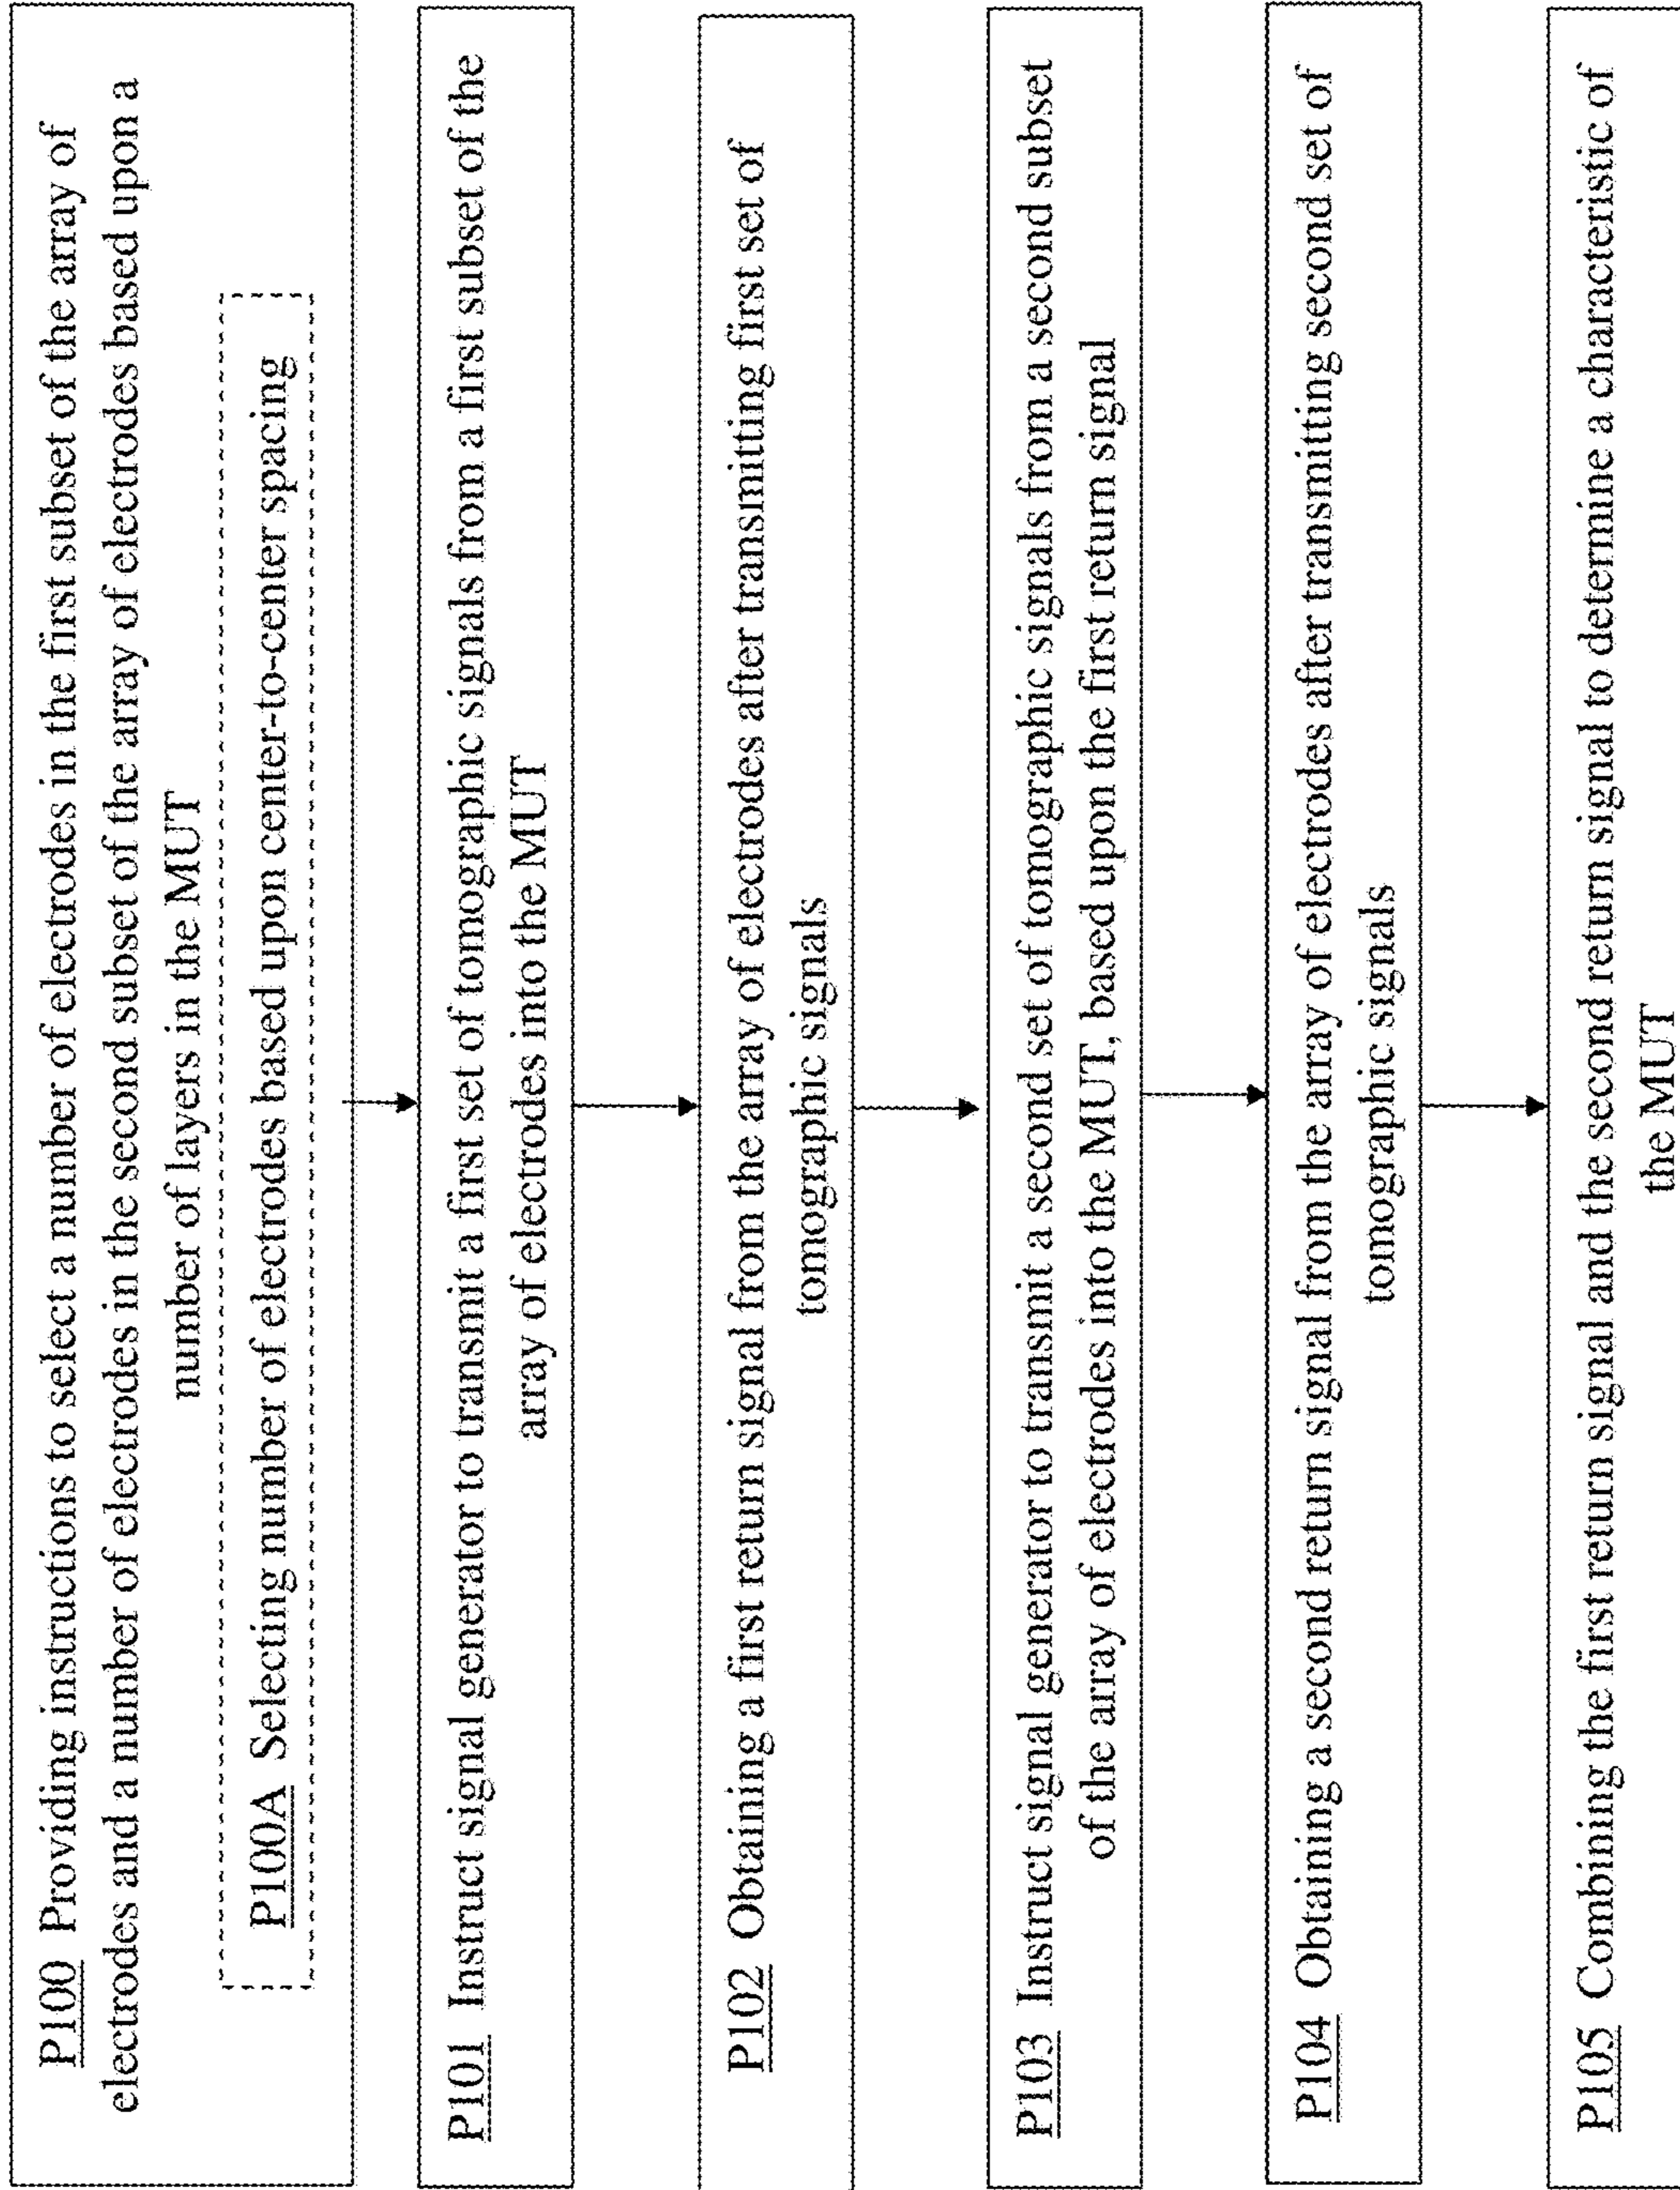 P100 Providing instructions to select a number of electrodes in the first subset of the array of
electrodes and a number of electrodes in the second subset of the array of electrodes based upon a
number of layers in the MUT
P100A Selecting number of electrodes based upon center-to-center spacing
P101 Instruct signal generator to transmit a first set of tomographic signals from a first subset of the
array of electrodes into the MUT
P102 Obtaining a first return signal from the array of electrodes after transmitting first set of
tomographic signals
P103 Instruct signal generator to transmit a second set of tomographic signals from a second subset
of the array of electrodes into the MUT, based upon the first return signal
P104 Obtaining a second return signal from the array of electrodes after transmitting second set of
tomographic signals
P105 Combining the first return signal and the second return signal to determine a characteristic of
the MUT